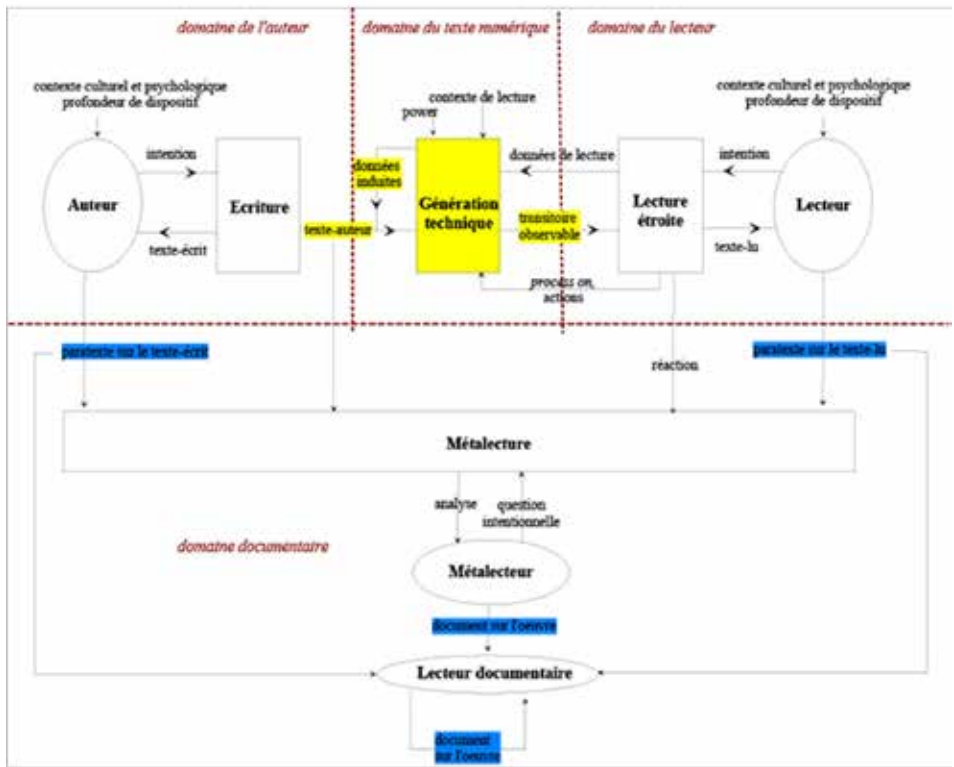 domaine de l'auteur
domaine du texte numérique
domaine du lecteur
contexte culturel et psychologique
profondeur de dispositif
contexte de lecture
power
contexte culturel et psychologique
profondeur de dispositif
intention
données
induites
données de lecture
intention
Auteur
Ecriture
Génération
technique
Lecture
étroite
Lecteur
texte-auteur
transitoire
observable
texte-écrit
texte-lu
process on,
actions
paratexte sur le texte-écrit
réaction
paratexte sur le texte-lu
Métalecture
analyse
question
intentionnelle
domaine documentaire
Métalecteur
document sur l'oeuvre
Lecteur documentaire
document
sur l'oeuvre